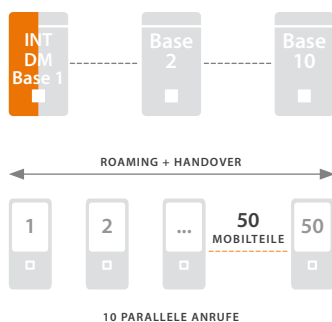 INT
DM
Base 1
Base
2
Base
10
ROAMING + HANDOVER
1
2
...
50
MOBILTEILE
50
10 PARALLELE ANRUFE